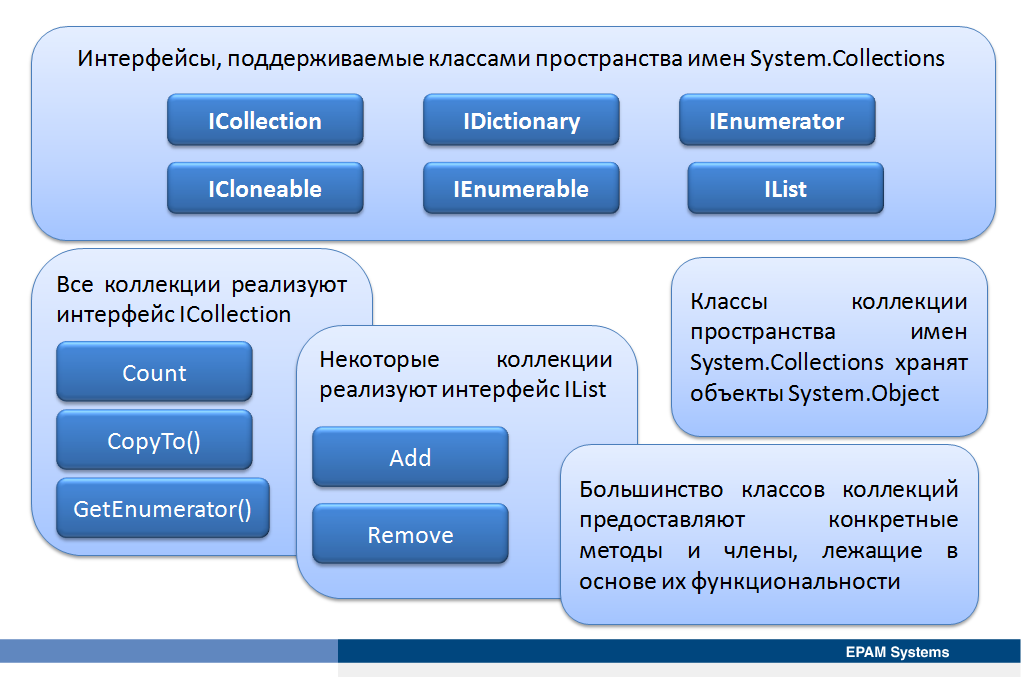 Интерфейсы, поддерживаемые классами пространства имен System.Collections
ICollection
IDictionary
IEnumerator
ICloneable
IEnumerable
IList
Все коллекции реализуют
интерфейс ICollection
Count
CopyTo()
GetEnumerator()
Некоторые коллекции
реализуют интерфейс IList
Add
Remove
Классы коллекции
пространства имен
System.Collections хранят
объекты System.Object
Большинство классов коллекций
предоставляют конкретные
методы и члены, лежащие в
основе их функциональности
EPAM Systems